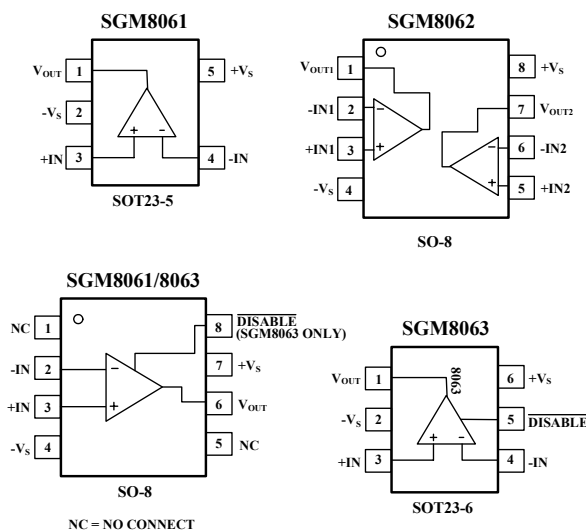 SGM8061
VOUT 1 5 +VS
-VS 2
+IN 3 4 -IN
+ -
SOT23-5
SGM8062
VOUT1 1 8 +VS
-IN1 2 7 VOUT2
+IN1 3 6 -IN2
-VS 4 5 +IN2
- + - +
SO-8
SGM8061/8063
NC 1 8 DISABLE
(SGM8063 ONLY)
-IN 2 7 +VS
+IN 3 6 VOUT
-VS 4 5 NC
- +
SO-8
NC = NO CONNECT
SGM8063
8063
VOUT 1 6 +VS
-VS 2 5 DISABLE
+IN 3 4 -IN
+ -
SOT23-6